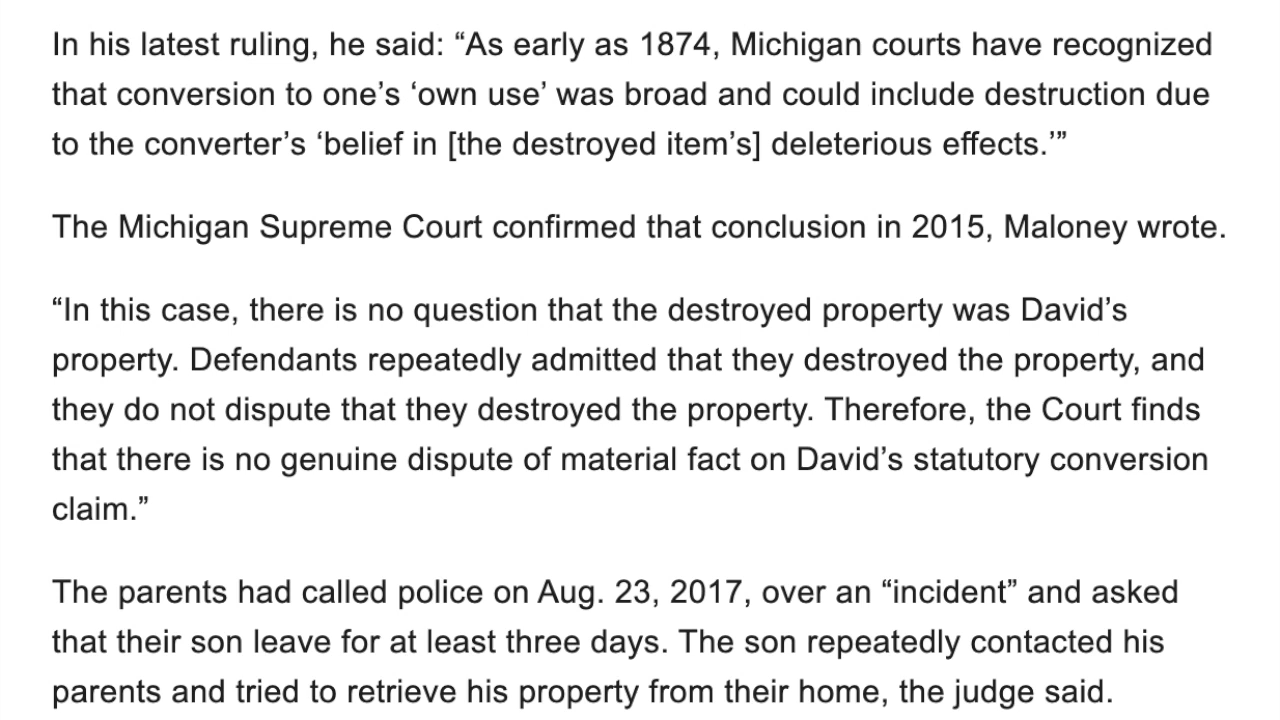 In his latest ruling, he said: “As early as 1874, Michigan courts have recognized
that conversion to one’s ‘own use’ was broad and could include destruction due
to the converter’s ‘belief in [the destroyed item’s] deleterious effects.’”
The Michigan Supreme Court confirmed that conclusion in 2015, Maloney wrote.
“In this case, there is no question that the destroyed property was David’s
property. Defendants repeatedly admitted that they destroyed the property, and
they do not dispute that they destroyed the property. Therefore, the Court finds
that there is no genuine dispute of material fact on David’s statutory conversion
claim.”
The parents had called police on Aug. 23, 2017, over an “incident” and asked
that their son leave for at least three days. The son repeatedly contacted his
parents and tried to retrieve his property from their home, the judge said.